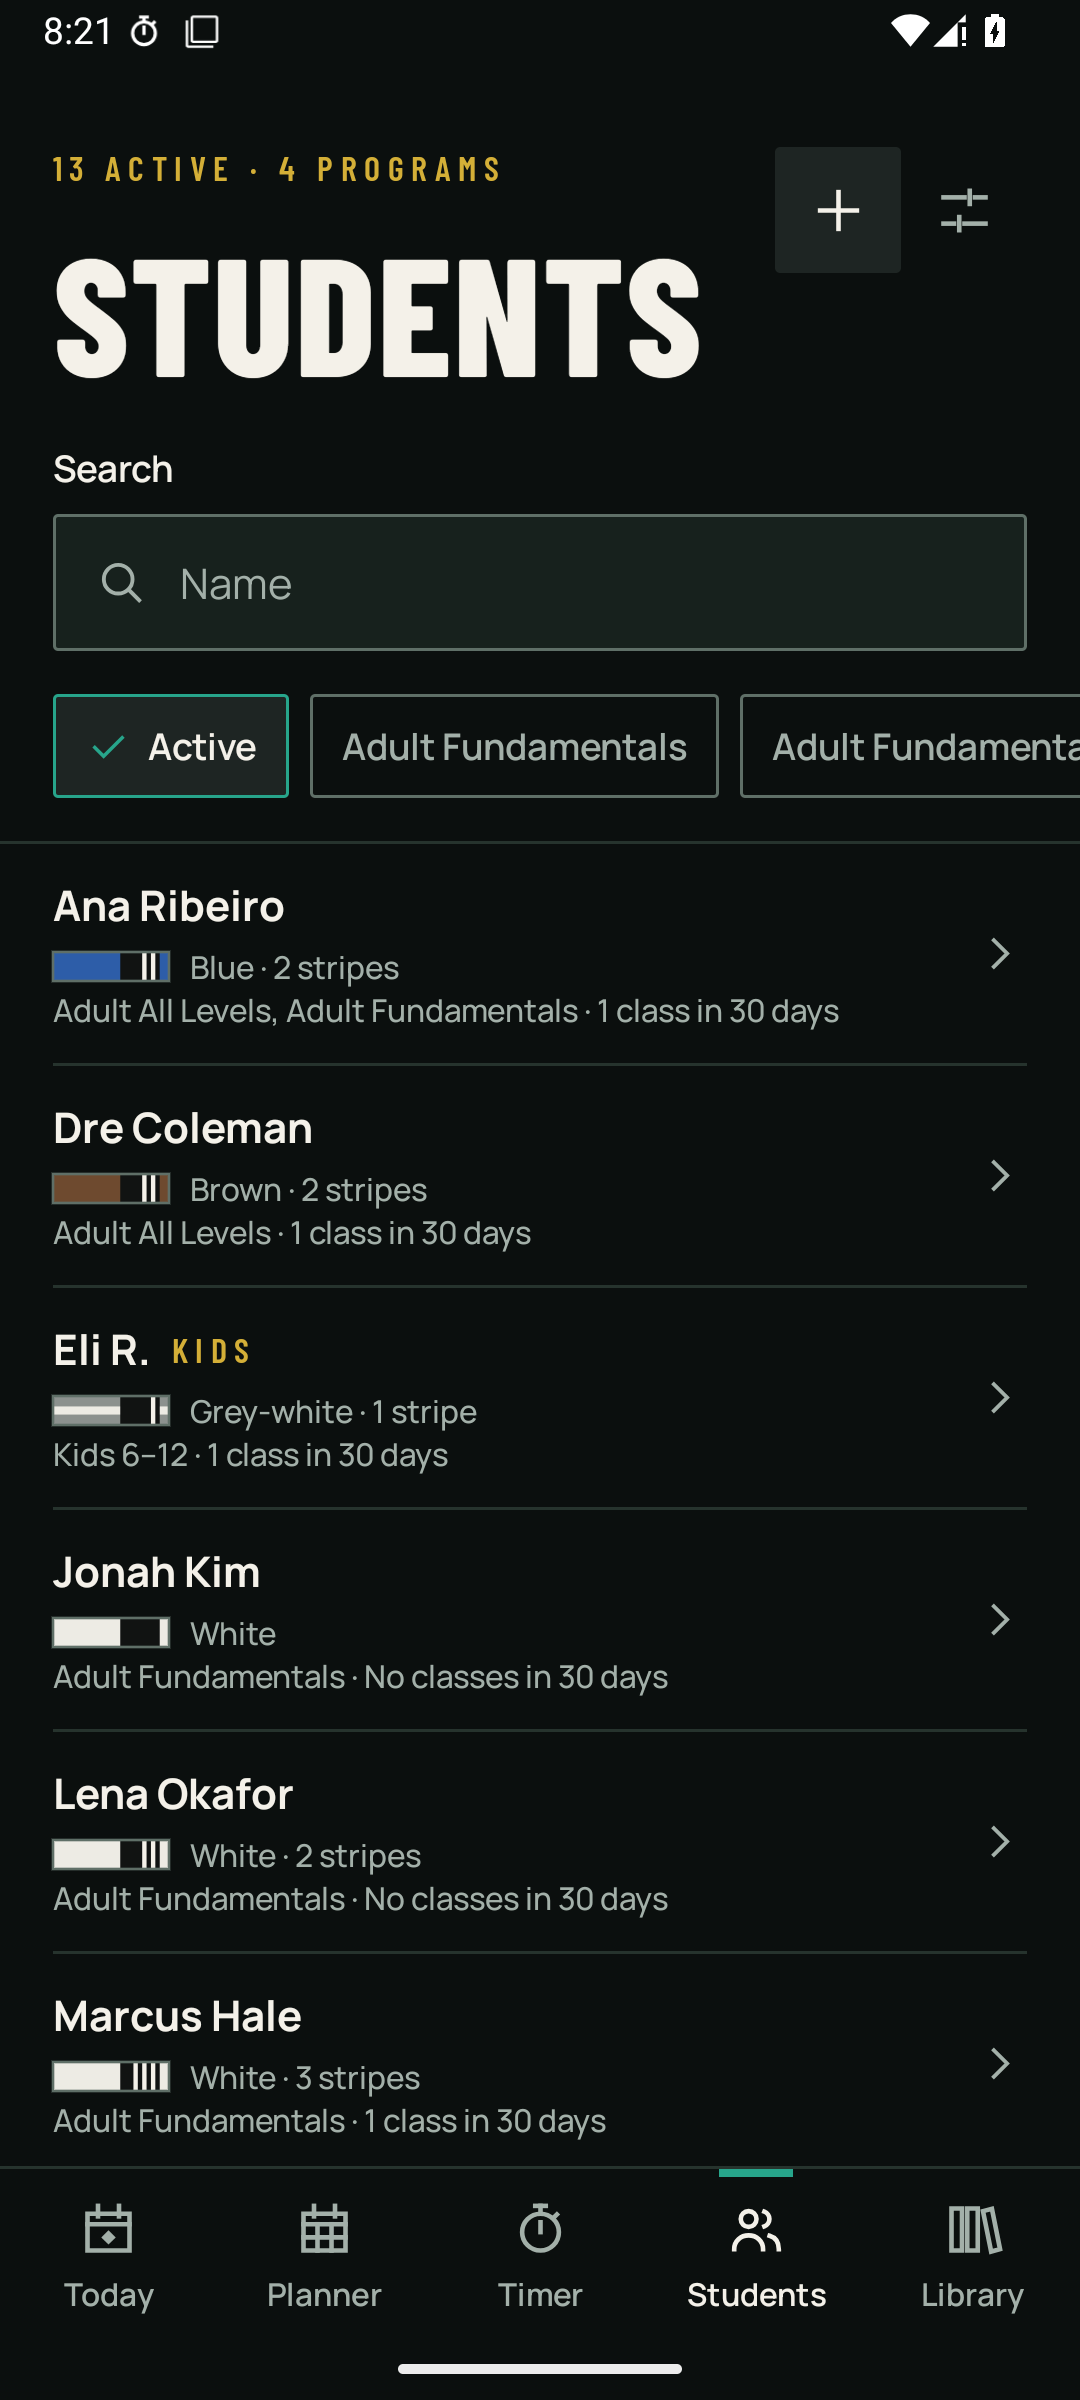 8:21
13 ACTIVE · 4 PROGRAMS
STUDENTS
Search
Name
Active
Adult Fundamentals
Adult Fundamenta
Ana Ribeiro
Blue · 2 stripes
Adult All Levels, Adult Fundamentals · 1 class in 30 days
Dre Coleman
Brown · 2 stripes
Adult All Levels · 1 class in 30 days
Eli R. KIDS
Grey-white · 1 stripe
Kids 6–12 · 1 class in 30 days
Jonah Kim
White
Adult Fundamentals · No classes in 30 days
Lena Okafor
White · 2 stripes
Adult Fundamentals · No classes in 30 days
Marcus Hale
White · 3 stripes
Adult Fundamentals · 1 class in 30 days
Today
Planner
Timer
Students
Library